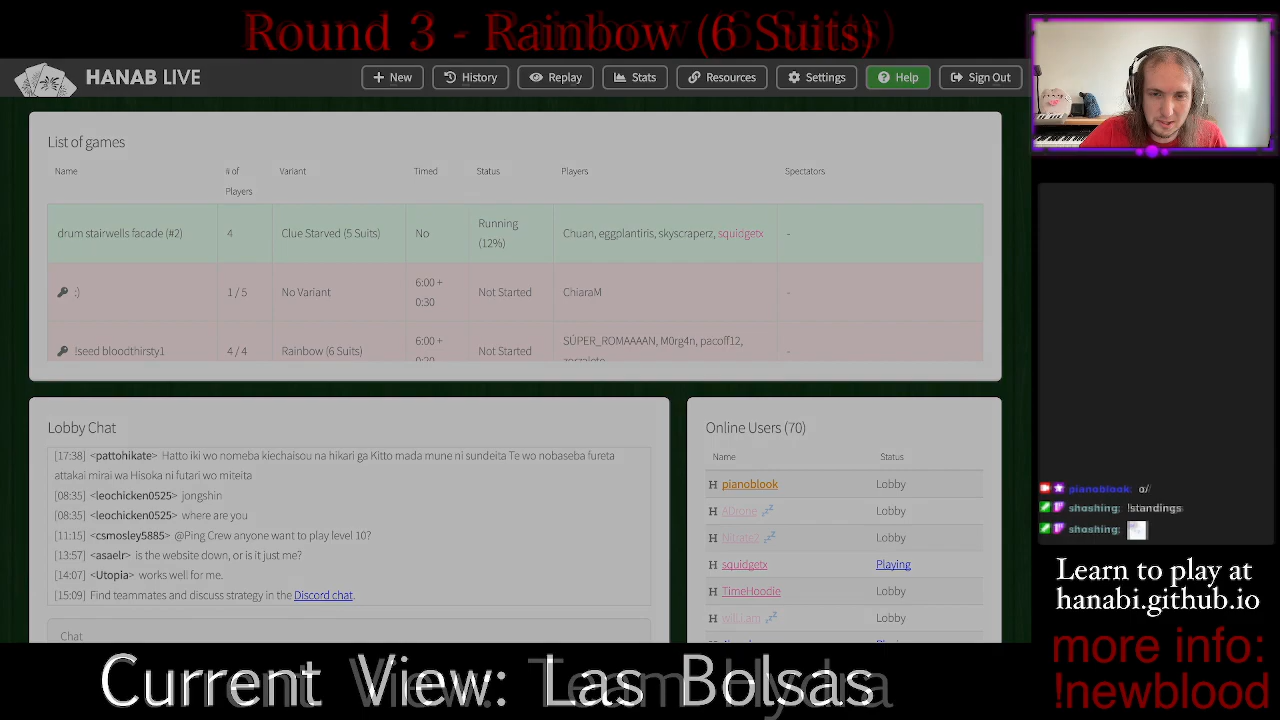 Round 3 - Rainbow (6 Suits)
HANAB LIVE
New
History
Replay
Stats
Resources
Settings
Help
Sign Out
List of games
Name # of Players Variant Timed Status Players Spectators
drum stairwells facade (#2) 4 Clue Starved (5 Suits) No Running (12%) Chuan, eggplantiris, skyscraperz, squidgetx -
:) 1 / 5 No Variant 6:00 + 0:30 Not Started ChiaraM -
!seed bloodthirsty1 4 / 4 Rainbow (6 Suits) 6:00 + Not Started SÚPER_ROMAAAAN, M0rg4n, pacoff12, -
Lobby Chat
[17:38] <pattohikate> Hatto iki wo nomeba kiechaisou na hikari ga Kitto mada mune ni sundeita Te wo nobaseba fureta
attakai mirai wa Hisoka ni futari wo miteita
[08:35] <leochicken0525> jongshin
[08:35] <leochicken0525> where are you
[11:15] <csmosley5885> @Ping Crew anyone want to play level 10?
[13:57] <asaelr> is the website down, or is it just me?
[14:07] <Utopia> works well for me.
[15:09] Find teammates and discuss strategy in the Discord chat.
Chat
Online Users (70)
Name Status
H pianoblook Lobby
H ADrone 💤 Lobby
H Nitrate2 💤 Lobby
H squidgetx Playing
H TimeHoodie Lobby
H will.i.am 💤 Lobby
pianoblook: o//
shashing: !standings
shashing:
Learn to play at
hanabi.github.io
more info:
!newblood
Current View: Las Bolsas